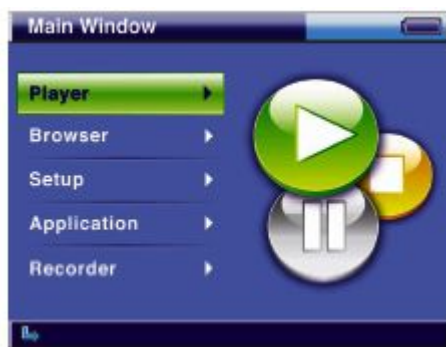 Main Window
Player
Browser
Setup
Application
Recorder